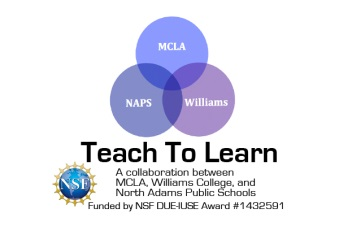 MCLA
NAPS Williams
Teach To Learn
NSF
A collaboration between
MCLA, Williams College, and
North Adams Public Schools
Funded by NSF DUE-IUSE Award #1432591